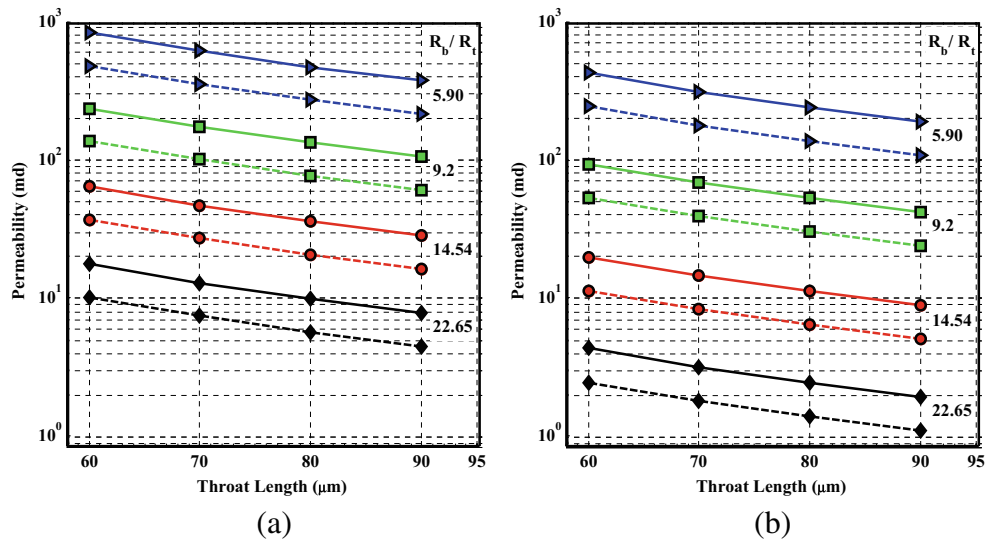 10³
R_b / R_t
5.90
10²
9.2
14.54
10¹
22.65
10⁰
60 70 80 90 95
Permeability (md)
Throat Length (µm)
(a)
10³
R_b / R_t
5.90
10²
9.2
10¹
14.54
22.65
10⁰
60 70 80 90 95
Permeability (md)
Throat Length (µm)
(b)